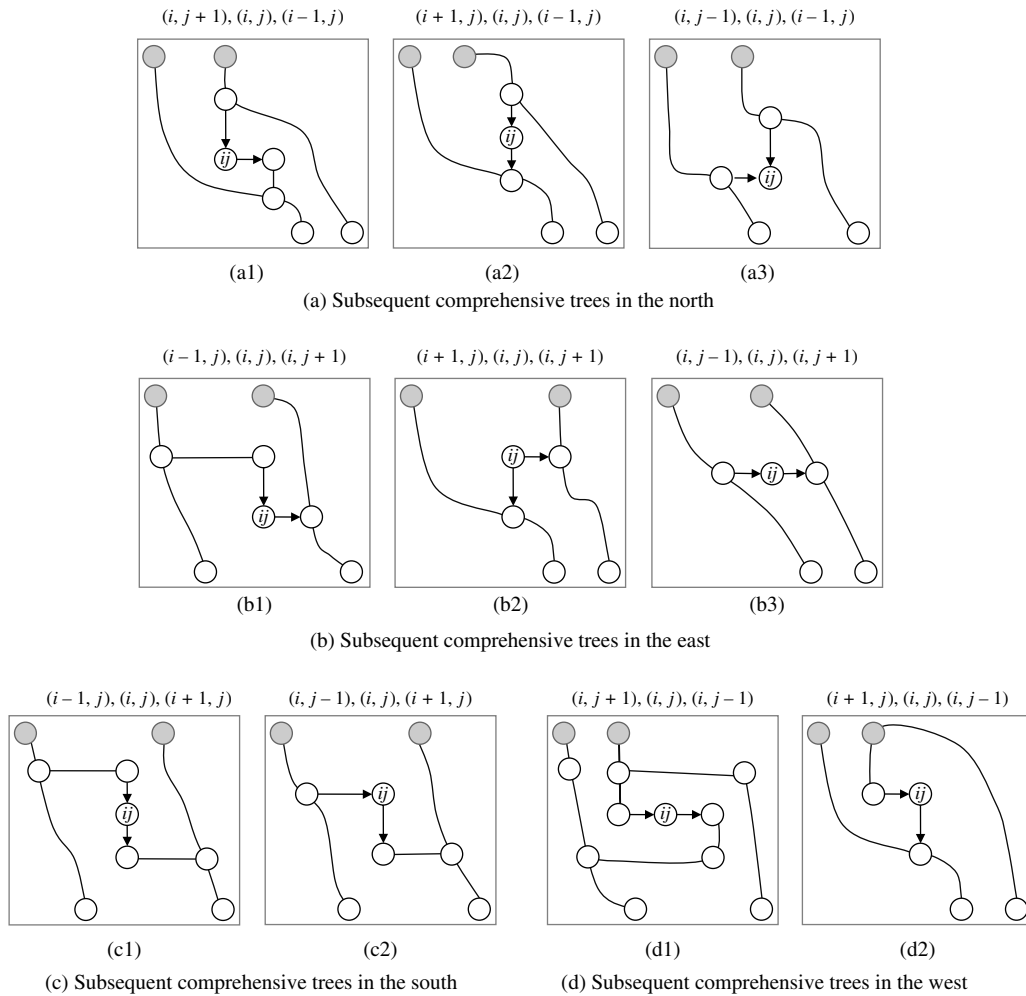 (i, j + 1), (i, j), (i – 1, j) (i + 1, j), (i, j), (i – 1, j) (i, j – 1), (i, j), (i – 1, j)
ij
ij
ij
(a1) (a2) (a3)
(a) Subsequent comprehensive trees in the north
(i – 1, j), (i, j), (i, j + 1) (i + 1, j), (i, j), (i, j + 1) (i, j – 1), (i, j), (i, j + 1)
ij
ij
ij
(b1) (b2) (b3)
(b) Subsequent comprehensive trees in the east
(i – 1, j), (i, j), (i + 1, j) (i, j – 1), (i, j), (i + 1, j) (i, j + 1), (i, j), (i, j – 1) (i + 1, j), (i, j), (i, j – 1)
ij
ij
ij
ij
(c1) (c2) (d1) (d2)
(c) Subsequent comprehensive trees in the south (d) Subsequent comprehensive trees in the west